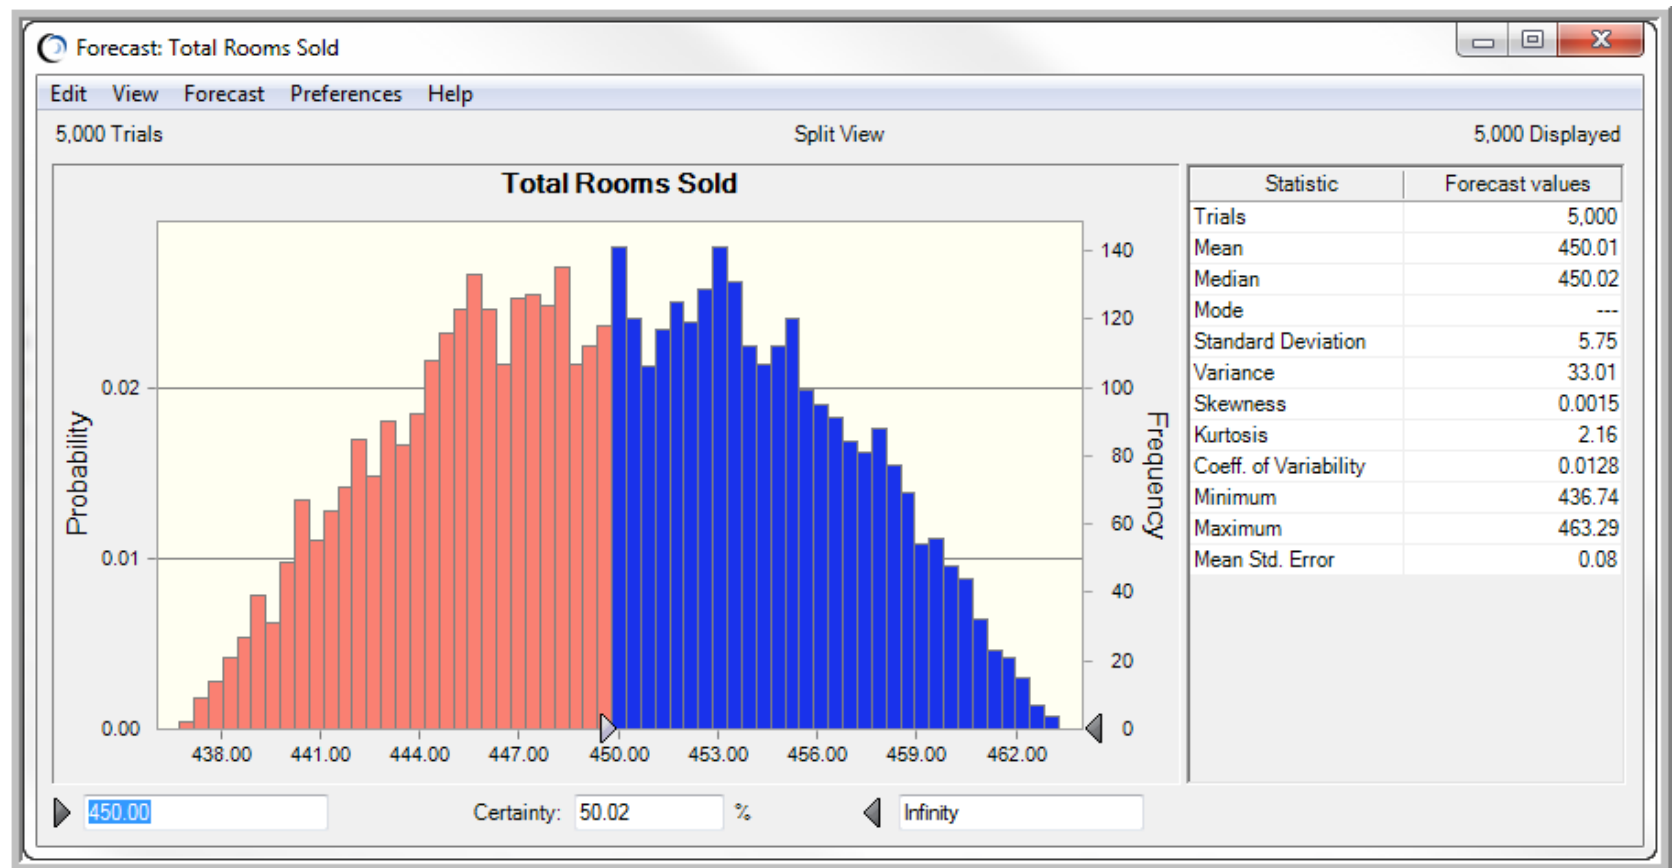 Forecast: Total Rooms Sold
Edit View Forecast Preferences Help
5,000 Trials Split View 5,000 Displayed
Total Rooms Sold
Probability
0.02
0.01
0.00
140
120
100
80
60
40
20
0
Frequency
438.00 441.00 444.00 447.00 450.00 453.00 456.00 459.00 462.00
Statistic Forecast values
Trials 5,000
Mean 450.01
Median 450.02
Mode ---
Standard Deviation 5.75
Variance 33.01
Skewness 0.0015
Kurtosis 2.16
Coeff. of Variability 0.0128
Minimum 436.74
Maximum 463.29
Mean Std. Error 0.08
450.00 Certainty: 50.02 % Infinity